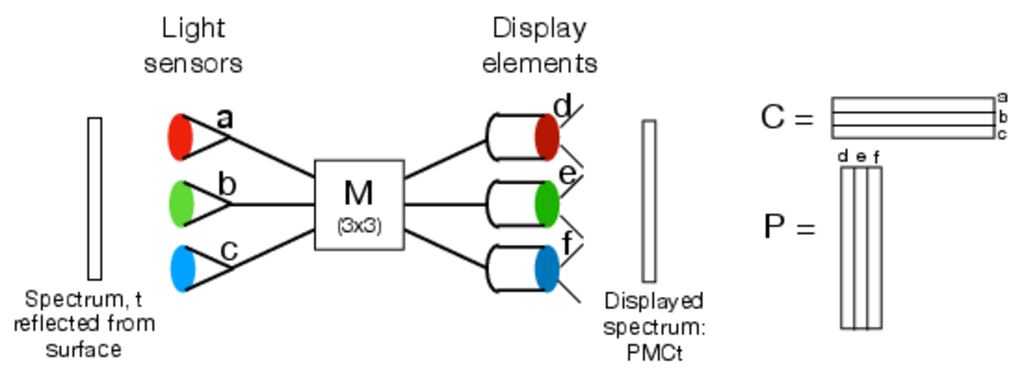 Light
sensors
Display
elements
a
b
c
M
(3x3)
d
e
f
Spectrum, t
reflected from
surface
Displayed
spectrum:
PMCt
C =
a
b
c
d e f
P =